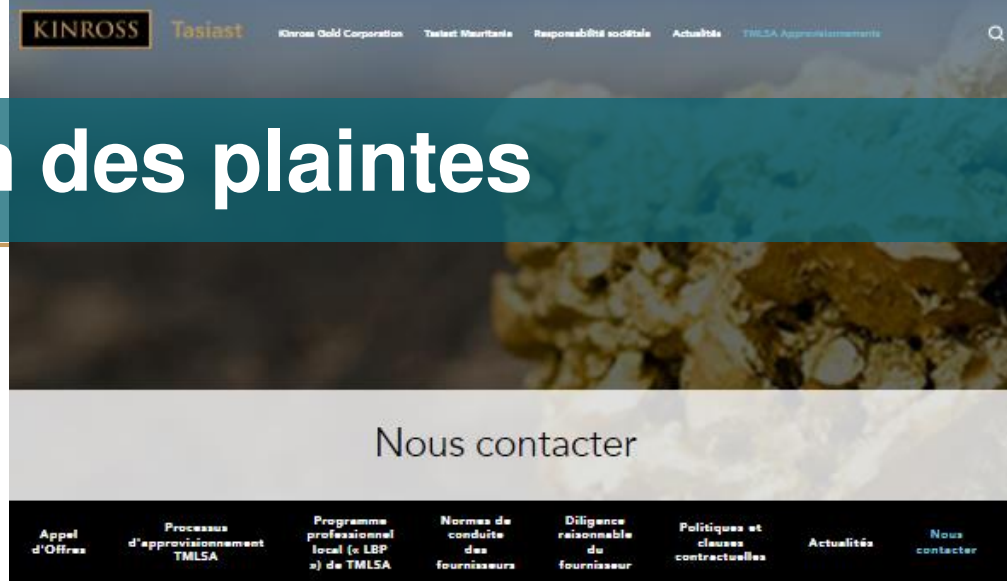 KINROSS Tasiast Kinross Gold Corporation Tasiast Mauritanie Responsabilité sociétale Actualités TMLSA Approvisionnements
des plaintes
Nous contacter
Appel
d'Offres
Processus
d'approvisionnement
TMLSA
Programme
professionnel
local (« LBP
») de TMLSA
Normes de
conduite
des
fournisseurs
Diligence
raisonnable
du
fournisseur
Politiques et
clauses
contractuelles
Actualités
Nous
contacter